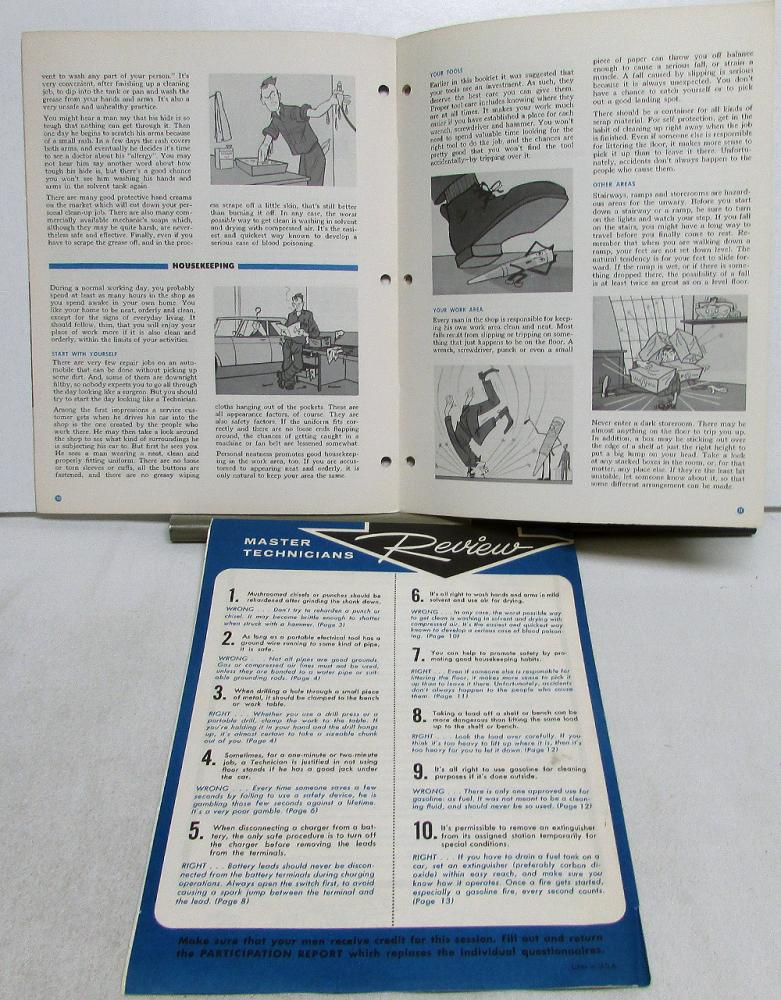 vent to wash any part of your person." It's
very convenient, after finishing up a cleaning
job, to dip into the tank or pan and wash the
grease from your hands and arms. It's also a
very unsafe and unhealthy practice.
You might hear a man say that his hide is so
tough that nothing can get through it. Then
one day he begins to scratch his arms because
of a small rash. In a few days the rash covers
both arms, and eventually he decides it's time
to see a doctor about his "allergy". You may
not hear him say another word about how
tough his hide is, but there's a good chance
you won't see him washing his hands and
arms in the solvent tank again.
There are many good protective hand creams
on the market which will cut down your per-
sonal clean-up job. There are also many com-
mercially available mechanic's soaps which,
although they may be quite harsh, are never-
theless safe and effective. Finally, even if you
have to scrape the grease off, and in the proc-
ess scrape off a little skin, that's still better
than burning it off. In any case, the worst
possible way to get clean is washing in solvent
and drying with compressed air. It's the easi-
est and quickest way known to develop a
serious case of blood poisoning.
HOUSEKEEPING
During a normal working day, you probably
spend at least as many hours in the shop as
you spend awake in your own home. You
like your home to be neat, orderly and clean,
except for the signs of everyday living. It
should follow, then, that you will enjoy your
place of work more if it is also clean and
orderly, within the limits of your activities.
START WITH YOURSELF
There are very few repair jobs on an auto-
mobile that can be done without picking up
some dirt. And, some of them are downright
filthy, so nobody expects you to go all through
the day looking like a surgeon. But you should
try to start the day looking like a Technician.
Among the first impressions a service cus-
tomer gets when he drives his car into the
shop is the one created by the people who
work there. He may then take a look around
the shop to see what kind of surroundings he
is subjecting his car to. But first he sees you.
He sees a man wearing a neat, clean and
properly fitting uniform. There are no loose
or torn sleeves or cuffs, all the buttons are
fastened, and there are no greasy wiping
cloths hanging out of the pockets. These are
all appearance factors, of course. They are
also safety factors. If the uniform fits cor-
rectly and there are no loose ends flapping
around, the chances of getting caught in a
machine or fan belt are lessened somewhat.
Personal neatness promotes good housekeep-
ing in the work area, too. If you are accus-
tomed to appearing neat and orderly, it is
only natural to keep your area the same.
10
YOUR TOOLS
Earlier in this booklet it was suggested that
your tools are an investment. As such, they
deserve the best care you can give them.
Proper tool care includes knowing where they
are at all times. It makes your work much
easier if you have established a place for each
wrench, screwdriver and hammer. You won't
need to spend valuable time looking for the
right tool to do the job, and the chances are
pretty good that you won't find the tool
accidentally—by tripping over it.
YOUR WORK AREA
Every man in the shop is responsible for keep-
ing his own work area clean and neat. Most
falls result from slipping or tripping on some-
thing that just happens to be on the floor. A
wrench, screwdriver, punch or even a small
piece of paper can throw you off balance
enough to cause a serious fall, or strain a
muscle. A fall caused by slipping is serious
because it is always unexpected. You don't
have a chance to catch yourself or to pick
out a good landing spot.
There should be a container for all kinds of
scrap material. For self protection, get in the
habit of cleaning up right away when the job
is finished. Even if someone else is responsible
for littering the floor, it makes more sense to
pick it up than to leave it there. Unfortu-
nately, accidents don't always happen to the
people who cause them.
OTHER AREAS
Stairways, ramps and storerooms are hazard-
ous areas for the unwary. Before you start
down a stairway or a ramp, be sure to turn
on the lights and watch your step. If you fall
on the stairs, you might have a long way to
travel before you finally come to rest. Re-
member that when you are walking down a
ramp, your feet are not set down level. The
natural tendency is for your feet to slide for-
ward. If the ramp is wet, or if there is some-
thing dropped there, the possibility of a fall
is at least twice as great as on a level floor.
Never enter a dark storeroom. There may be
almost anything on the floor to trip you up.
In addition, a box may be sticking out over
the edge of a shelf at just the right height to
put a big lump on your head. Take a look
at any stacked boxes in the room, or, for that
matter, any place else. If they're the least bit
unstable, let someone know about it, so that
some different arrangement can be made.
11
MASTER
TECHNICIANS
Review
1. Mushroomed chisels or punches should be
rehardened after grinding the shank down.
WRONG . . . Don't try to reharden a punch or
chisel. It may become brittle enough to shatter
when struck with a hammer. (Page 3)
2. As long as a portable electrical tool has a
ground wire running to some kind of pipe,
it is safe.
WRONG . . . Not all pipes are good grounds.
Gas or compressed air lines must not be used,
unless they are bonded to a water pipe or suit-
able grounding rods. (Page 4)
3. When drilling a hole through a small piece
of metal, it should be clamped to the bench
or work table.
RIGHT . . . Whether you use a drill press or a
portable drill, clamp the work to the table. If
you're holding it in your hand and the drill hangs
up, it's almost certain to take a sizeable chunk
out of you. (Page 4)
4. Sometimes, for a one-minute or two-minute
job, a Technician is justified in not using
floor stands if he has a good jack under
the car.
WRONG . . . Every time someone saves a few
seconds by failing to use a safety device, he is
gambling those few seconds against a lifetime.
It's a very poor gamble. (Page 6)
5. When disconnecting a charger from a bat-
tery, the only safe procedure is to turn off
the charger before removing the leads
from the terminals.
RIGHT . . . Battery leads should never be discon-
nected from the battery terminals during charging
operations. Always open the switch first, to avoid
causing a spark jump between the terminal and
the lead. (Page 8)
6. It's all right to wash hands and arms in mild
solvent and use air for drying.
WRONG . . . In any case, the worst possible way
to get clean is washing in solvent and drying with
compressed air. It's the easiest and quickest way
known to develop a serious case of blood poison-
ing. (Page 10)
7. You can help to promote safety by pro-
moting good housekeeping habits.
RIGHT . . . Even if someone else is responsible for
littering the floor, it makes more sense to pick it
up than to leave it there. Unfortunately, accidents
don't always happen to the people who cause
them. (Page 11)
8. Taking a load off a shelf or bench can be
more dangerous than lifting the same load
up to the shelf or bench.
RIGHT . . . Look the load over carefully. If you
think it's too heavy to lift up where it is, then it's
too heavy for you to let it down. (Page 12)
9. It's all right to use gasoline for cleaning
purposes if it's done outside.
WRONG . . . There is only one approved use for
gasoline: as fuel. It was not meant to be a clean-
ing fluid, and should never be so used. (Page 12)
10. It's permissible to remove an extinguisher
from its assigned station temporarily for
special conditions.
RIGHT . . . If you have to drain a fuel tank on a
car, set an extinguisher (preferably carbon di-
oxide) within easy reach, and make sure you
know how it operates. Once a fire gets started,
especially a gasoline fire, every second counts.
(Page 13)
Make sure that your men receive credit for this session. Fill out and return
the PARTICIPATION REPORT which replaces the individual questionnaires.
Litho in U.S.A.